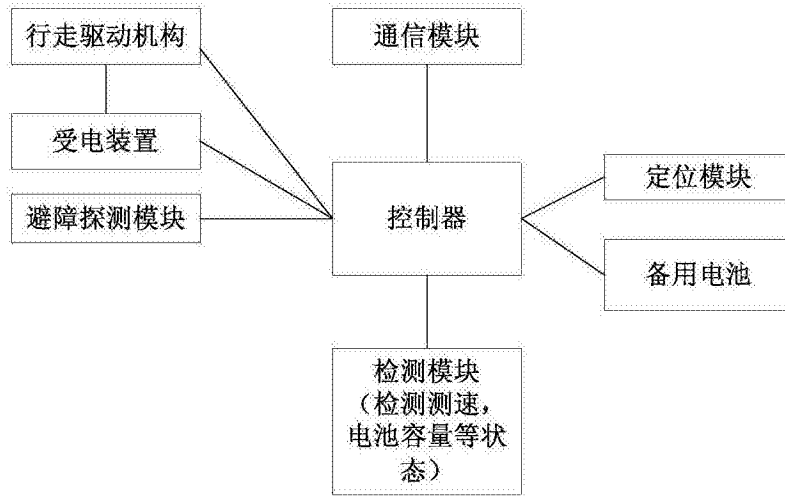 行走驱动机构
通信模块
受电装置
定位模块
避障探测模块
控制器
备用电池
检测模块
（检测测速，
电池容量等状
态）